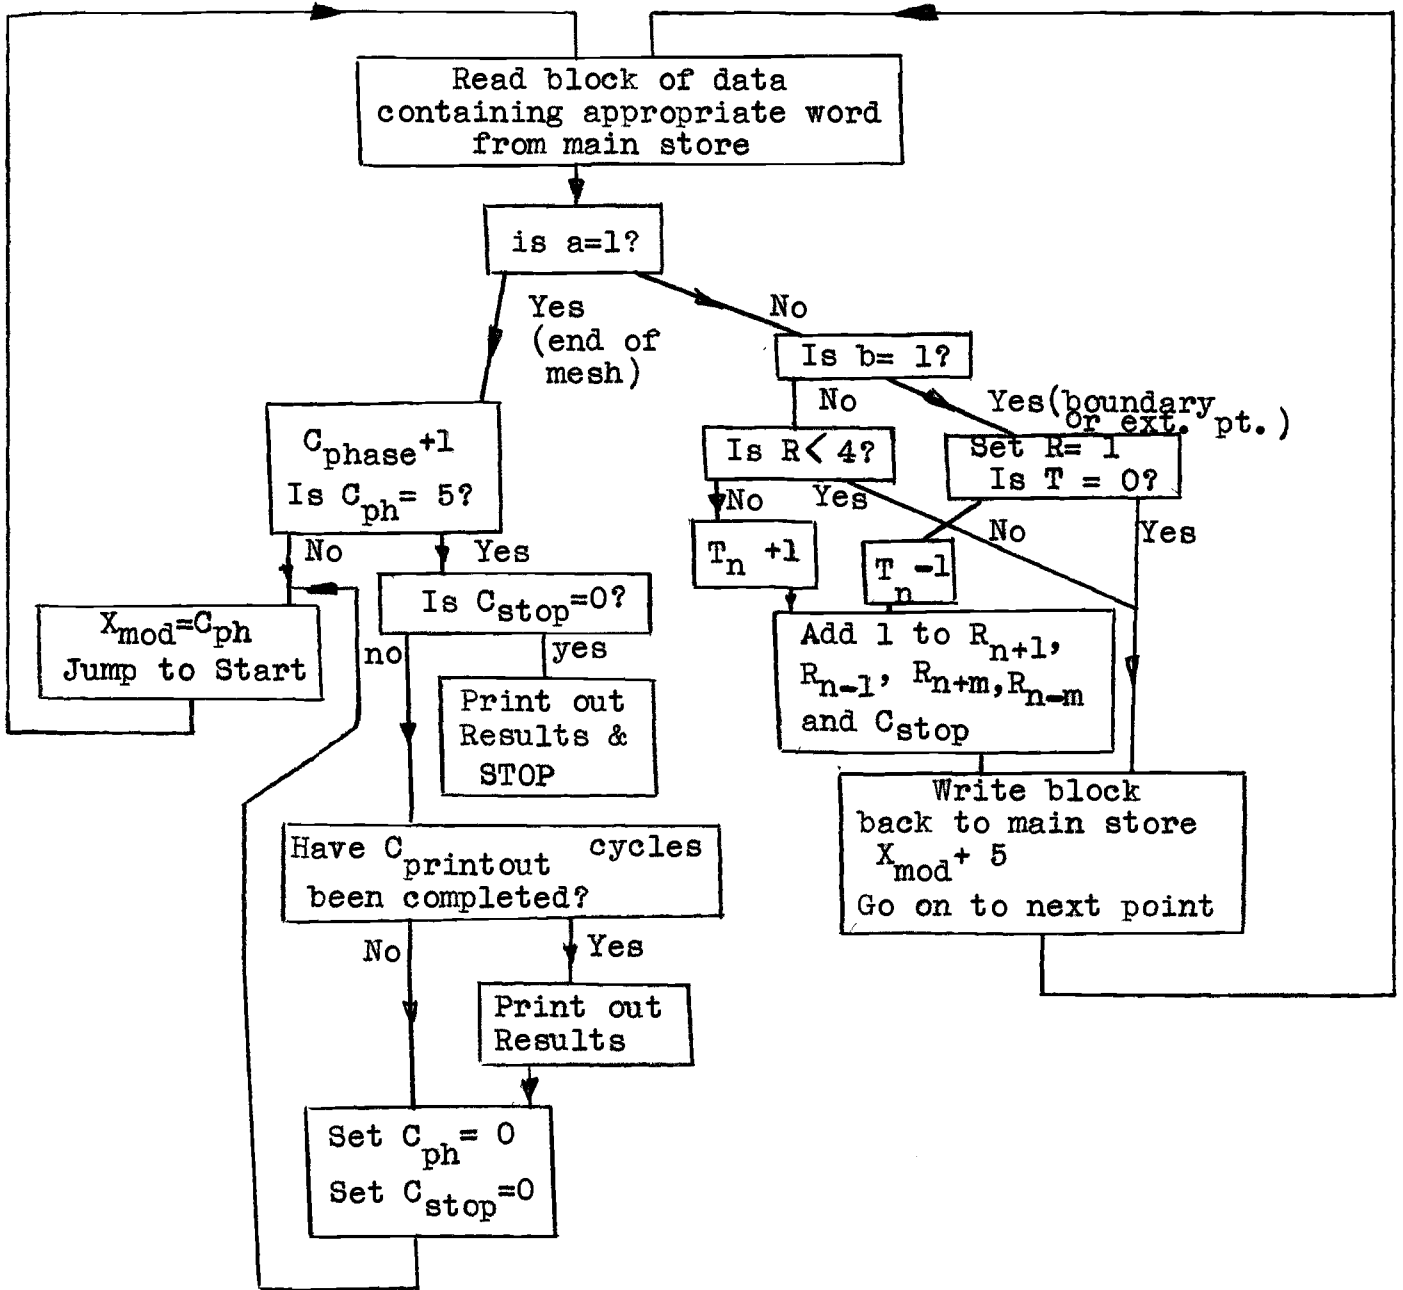 Read block of data
containing appropriate word
from main store
is a=1?
Yes
(end of
mesh)
No
Is b= 1?
No
Yes(boundary
or ext. pt.)
Cphase+1
Is Cph= 5?
Is R< 4?
Set R= 1
Is T = 0?
No
Yes
No
Yes
No
Yes
Tn +1
Tn -1
Is Cstop=0?
Xmod=Cph
Jump to Start
no
yes
Add 1 to Rn+1,
Rn-1, Rn+m,Rn-m
and Cstop
Print out
Results &
STOP
Write block
back to main store
Xmod+ 5
Go on to next point
Have Cprintout cycles
been completed?
No
Yes
Print out
Results
Set Cph= 0
Set Cstop=0